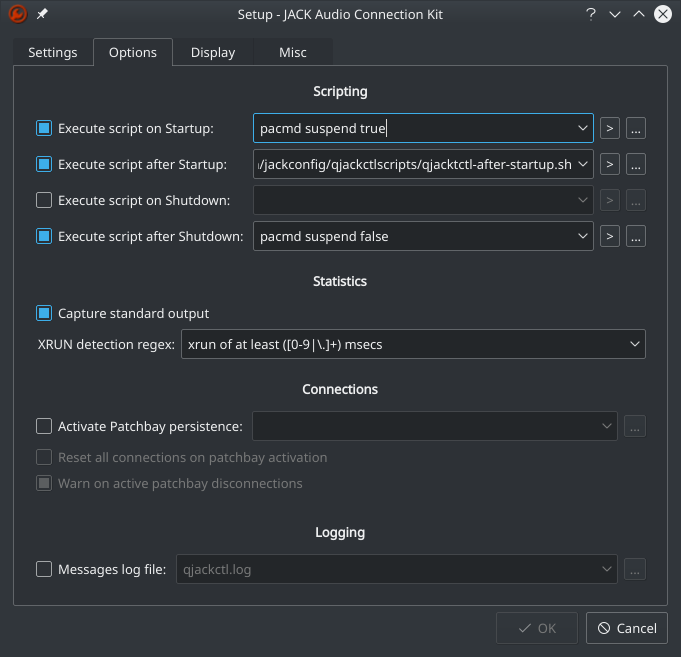 Setup - JACK Audio Connection Kit
Settings Options Display Misc
Scripting
Execute script on Startup: pacmd suspend true > ...
Execute script after Startup: /jackconfig/qjackctlscripts/qjacktctl-after-startup.sh > ...
Execute script on Shutdown: > ...
Execute script after Shutdown: pacmd suspend false > ...
Statistics
Capture standard output
XRUN detection regex: xrun of at least ([0-9|\.]+) msecs
Connections
Activate Patchbay persistence: ...
Reset all connections on patchbay activation
Warn on active patchbay disconnections
Logging
Messages log file: qjackctl.log ...
OK Cancel